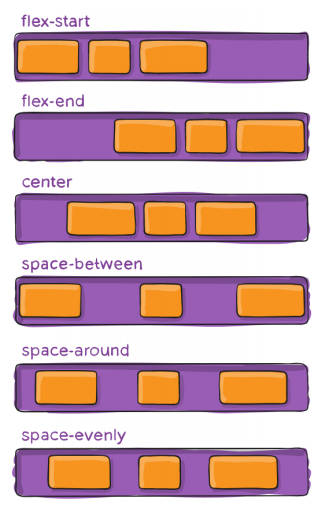 flex-start
flex-end
center
space-between
space-around
space-evenly